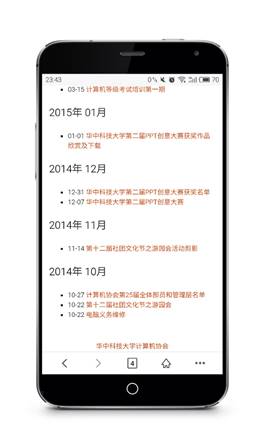 23:43 0% 70
03-15 计算机等级考试培训第一期
2015年 01月
01-01 华中科技大学第二届PPT创意大赛获奖作品
欣赏及下载
2014年 12月
12-31 华中科技大学第二届PPT创意大赛获奖名单
12-07 华中科技大学第二届PPT创意大赛
2014年 11月
11-14 第十二届社团文化节之游园会活动剪影
2014年 10月
10-27 计算机协会第25届全体部员和管理层名单
10-22 第十二届社团文化节之游园会
10-22 电脑义务维修
华中科技大学计算机协会
4